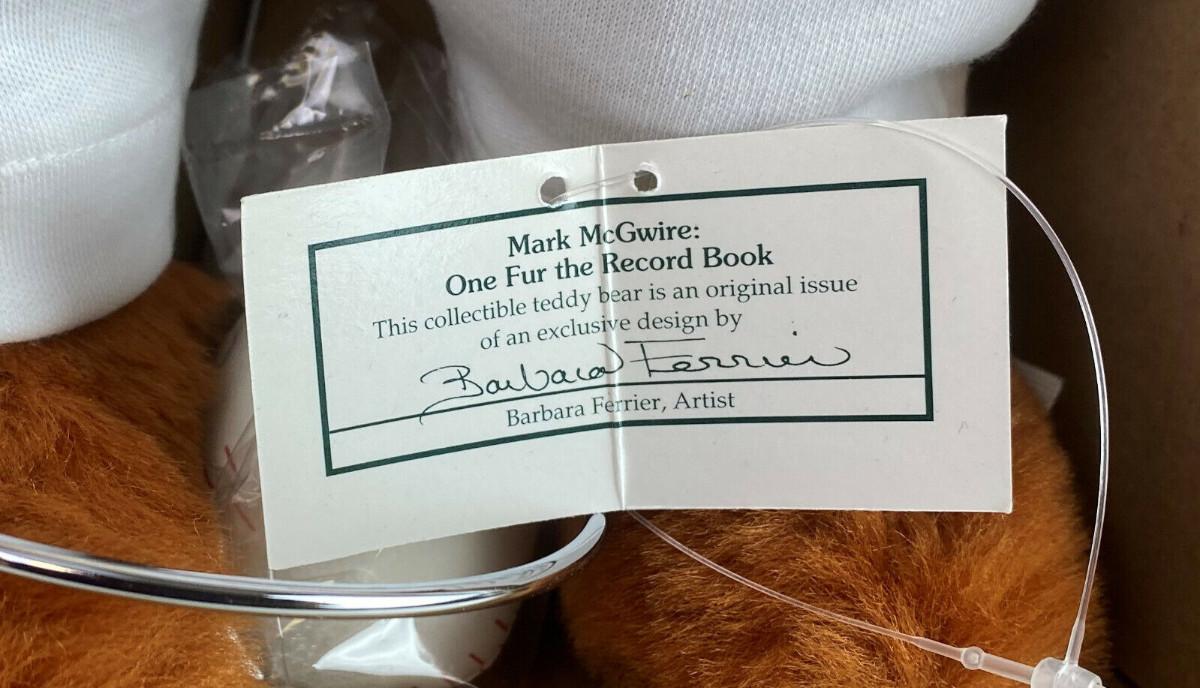 Mark McGwire:
One Fur the Record Book
This collectible teddy bear is an original issue
of an exclusive design by
Barbara Ferrier
Barbara Ferrier, Artist